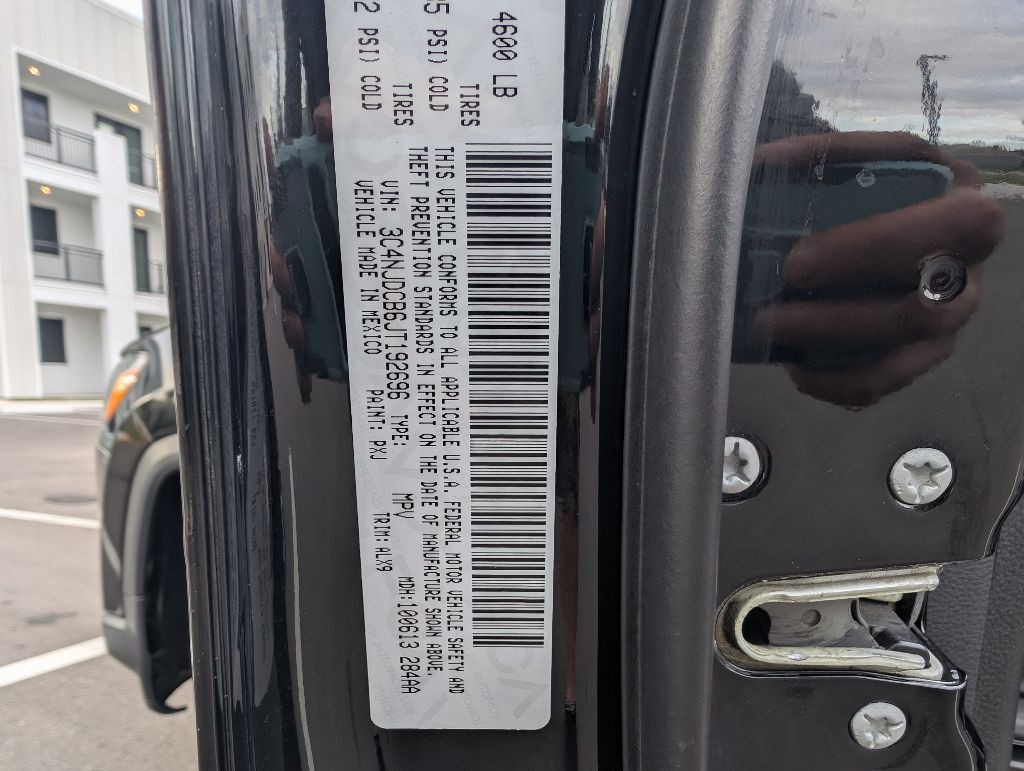 4600 LB
TIRES
5 PSI) COLD
TIRES
2 PSI) COLD
THIS VEHICLE CONFORMS TO ALL APPLICABLE U.S.A. FEDERAL MOTOR VEHICLE SAFETY AND
THEFT PREVENTION STANDARDS IN EFFECT ON THE DATE OF MANUFACTURE SHOWN ABOVE.
VIN: 3C4NJDCB6JT192696 TYPE: MPV MDH:100613 284AA
VEHICLE MADE IN MEXICO PAINT: PXJ TRIM:ALX9